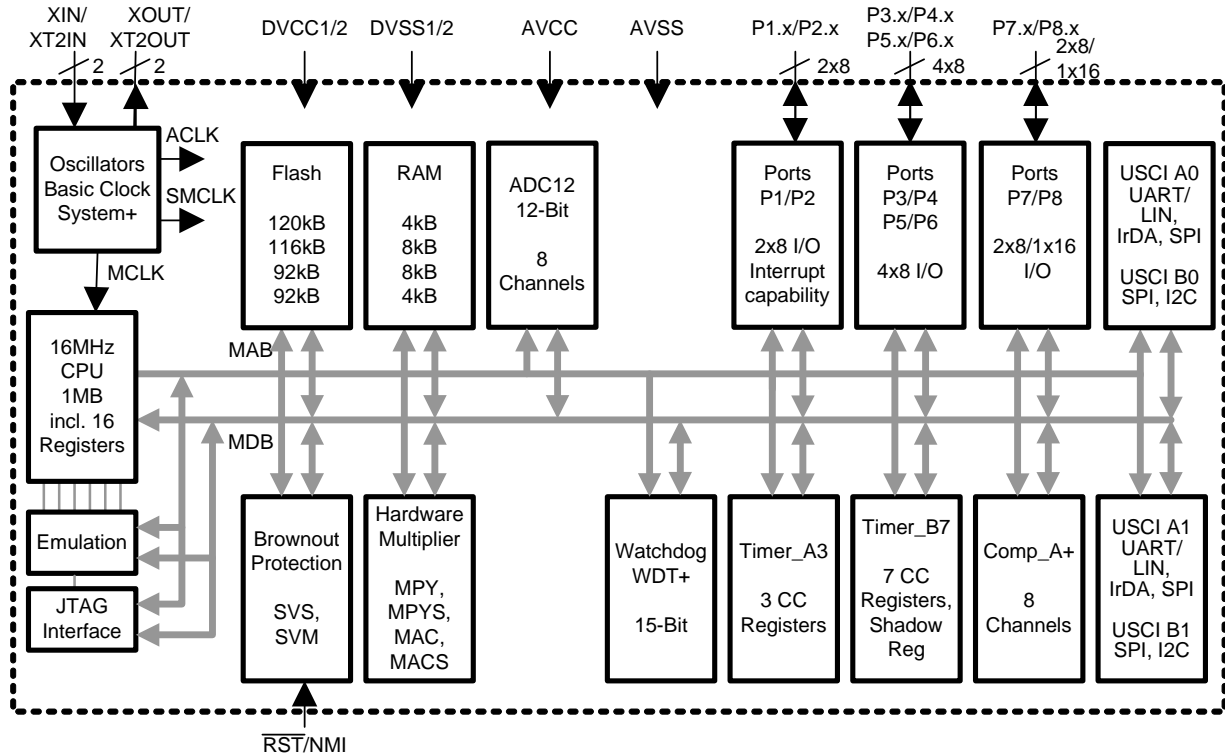 XIN/
XT2IN
2
XOUT/
XT2OUT
2
DVCC1/2
DVSS1/2
AVCC
AVSS
P1.x/P2.x
2x8
P3.x/P4.x
P5.x/P6.x
4x8
P7.x/P8.x
2x8/
1x16
Oscillators
Basic Clock
System+
ACLK
SMCLK
MCLK
Flash
120kB
116kB
92kB
92kB
RAM
4kB
8kB
8kB
4kB
ADC12
12-Bit
8
Channels
Ports
P1/P2
2x8 I/O
Interrupt
capability
Ports
P3/P4
P5/P6
4x8 I/O
Ports
P7/P8
2x8/1x16
I/O
USCI A0
UART/
LIN,
IrDA, SPI
USCI B0
SPI, I2C
16MHz
CPU
1MB
incl. 16
Registers
MAB
MDB
Emulation
JTAG
Interface
Brownout
Protection
SVS,
SVM
Hardware
Multiplier
MPY,
MPYS,
MAC,
MACS
Watchdog
WDT+
15-Bit
Timer_A3
3 CC
Registers
Timer_B7
7 CC
Registers,
Shadow
Reg
Comp_A+
8
Channels
USCI A1
UART/
LIN,
IrDA, SPI
USCI B1
SPI, I2C
RST/NMI